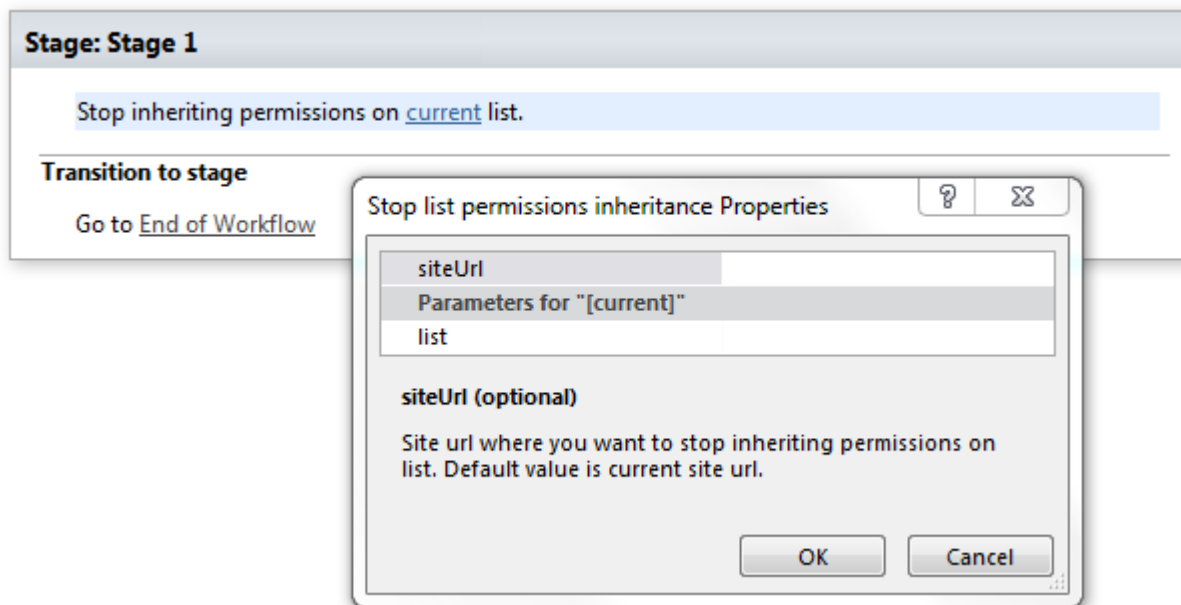 Stage: Stage 1
Stop inheriting permissions on current list.
Transition to stage
Go to End of Workflow
Stop list permissions inheritance Properties
siteUrl
Parameters for "[current]"
list
siteUrl (optional)
Site url where you want to stop inheriting permissions on
list. Default value is current site url.
OK
Cancel